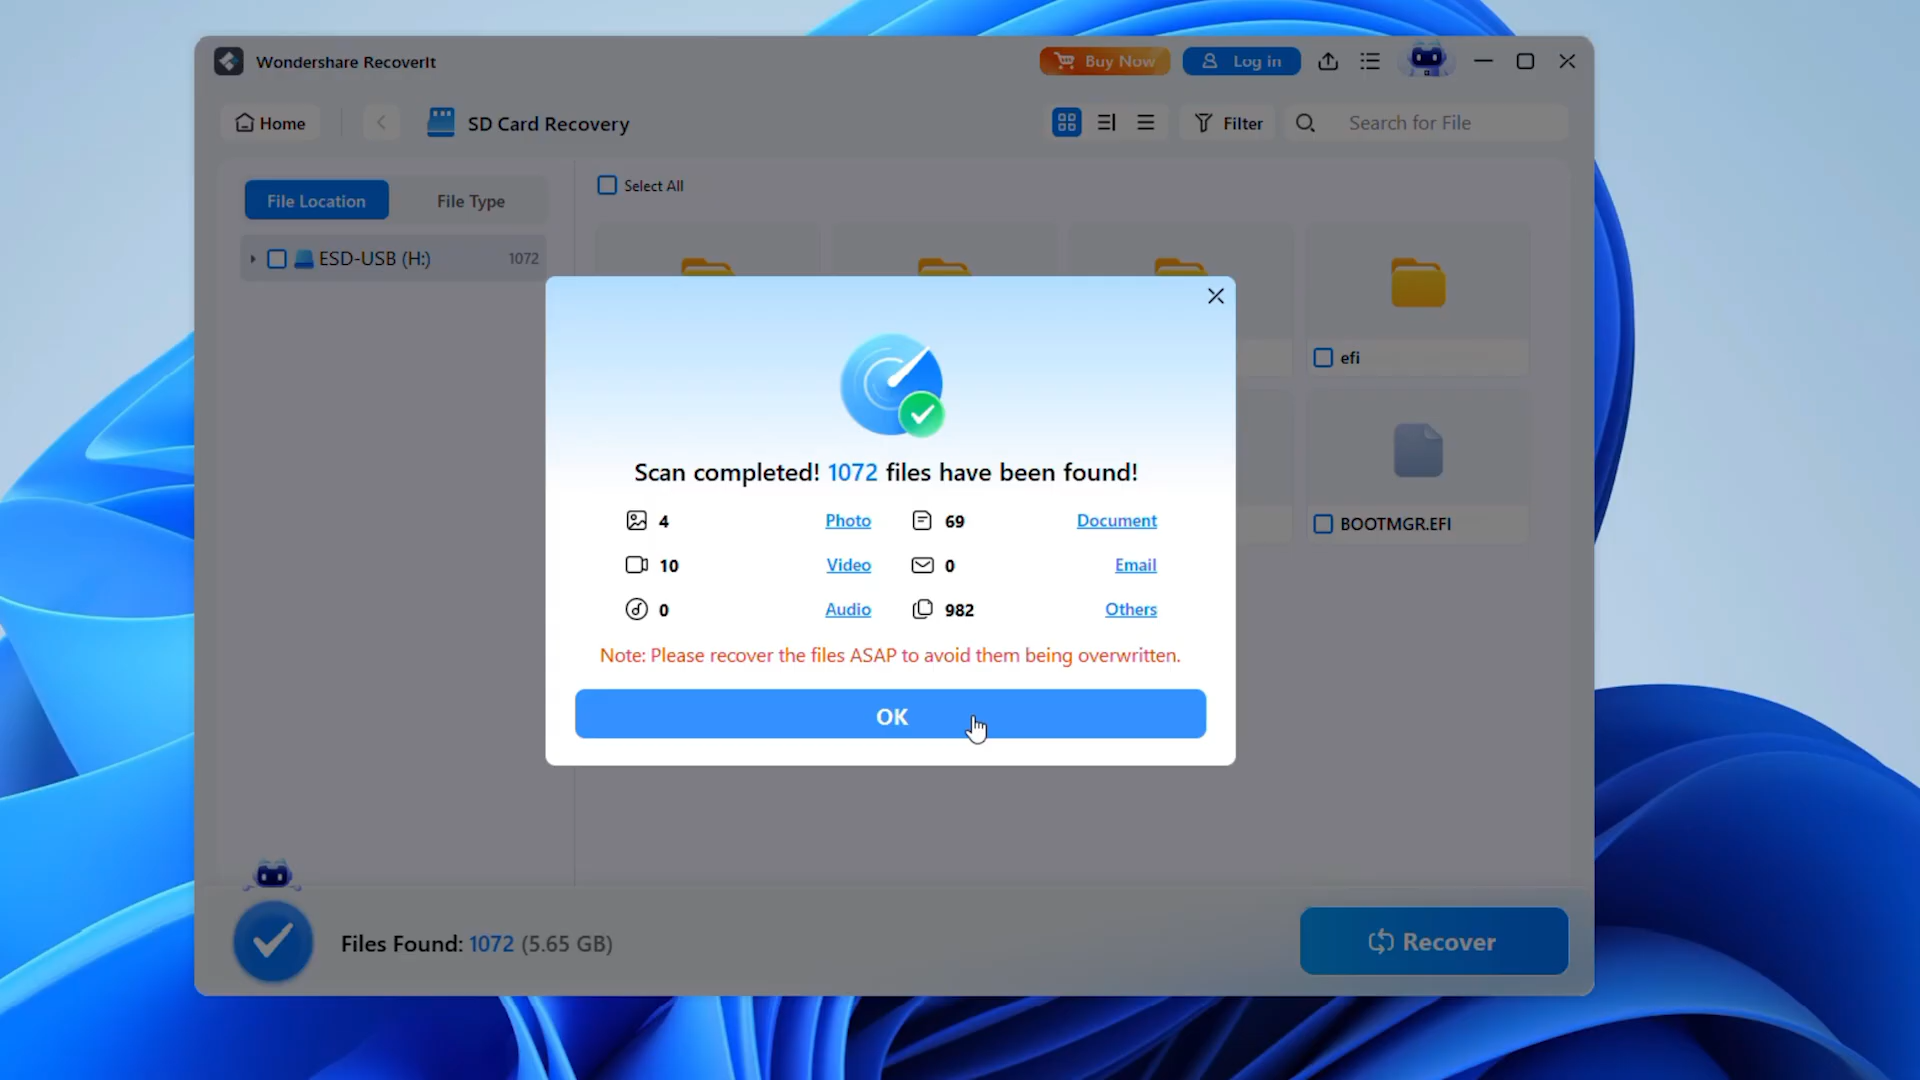 Wondershare RecoverIt
Buy Now
Log in
Home
SD Card Recovery
Filter
Search for File
File Location
File Type
Select All
ESD-USB (H:)
1072
efi
BOOTMGR.EFI
Scan completed! 1072 files have been found!
4 Photo
69 Document
10 Video
0 Email
0 Audio
982 Others
Note: Please recover the files ASAP to avoid them being overwritten.
OK
Files Found: 1072 (5.65 GB)
Recover